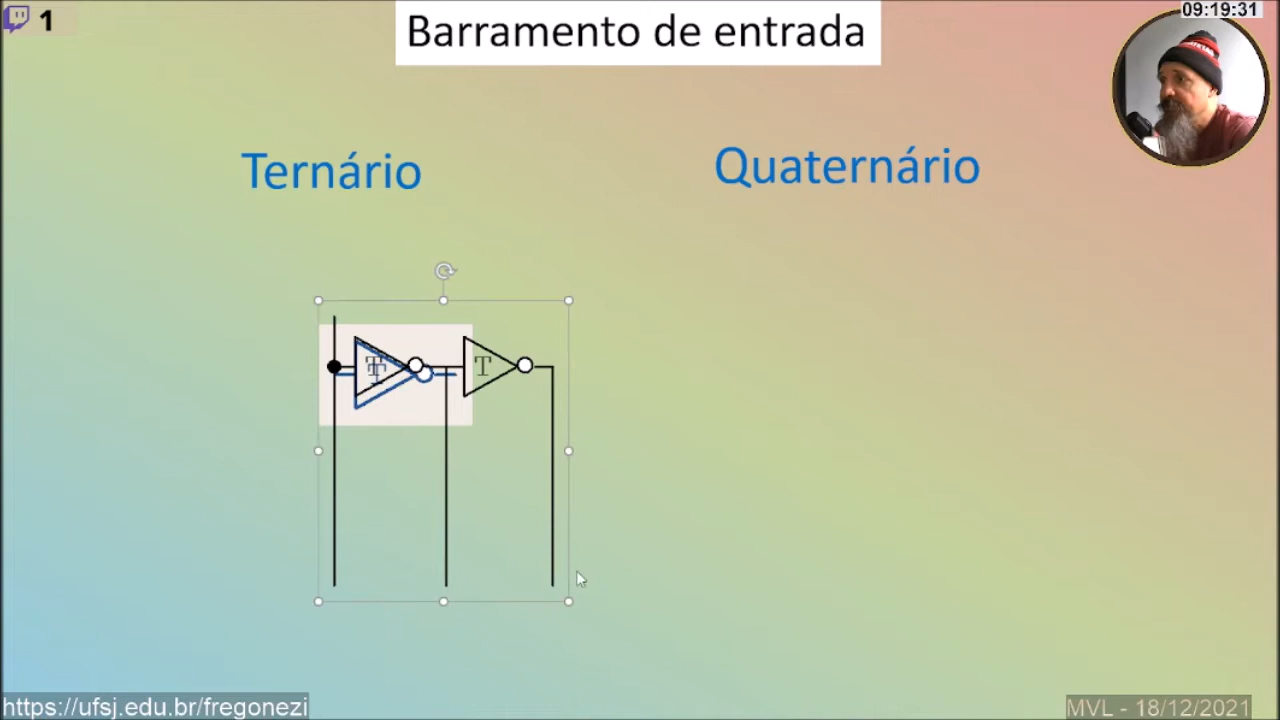 1
09:19:31
Barramento de entrada
Ternário
Quaternário
T
T
T
https://ufsj.edu.br/fregonezi
MVL - 18/12/2021